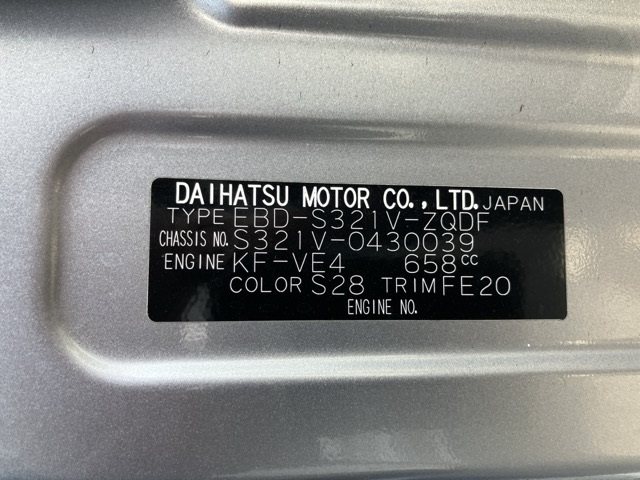 DAIHATSU MOTOR CO.,LTD. JAPAN
TYPE EBD-S321V-ZQDF
CHASSIS NO. S321V-0430039
ENGINE KF-VE4 658cc
COLOR S28 TRIM FE20
ENGINE NO.